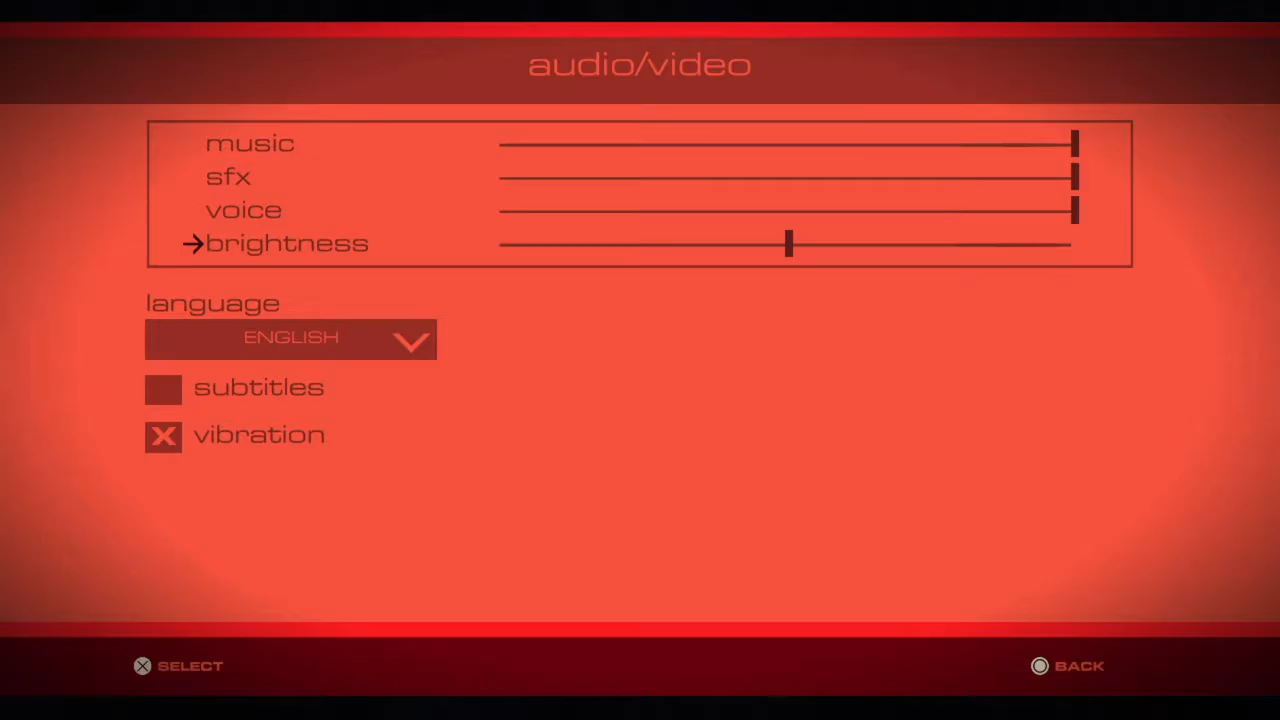 audio/video
music
sfx
voice
brightness
language
ENGLISH
subtitles
vibration
SELECT
BACK